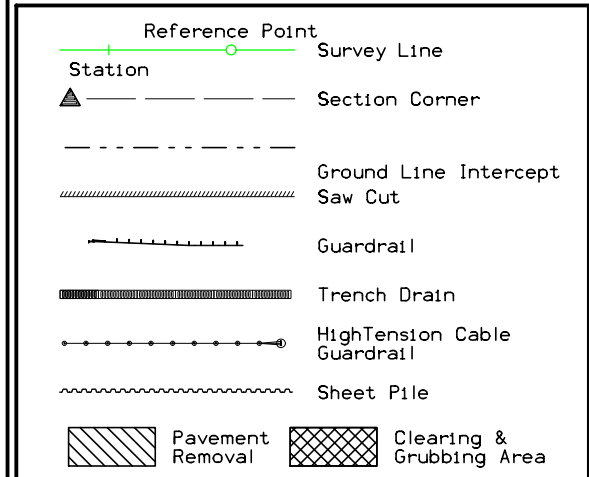 Reference Point
Survey Line
Station
Section Corner
Ground Line Intercept
Saw Cut
Guardrail
Trench Drain
HighTension Cable
Guardrail
Sheet Pile
Pavement
Removal
Clearing &
Grubbing Area